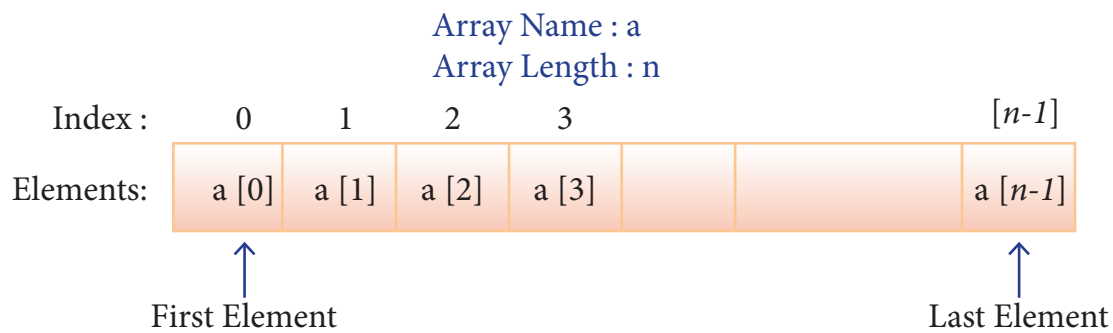 Array Name : a
Array Length : n
Index : 0 1 2 3 [n-1]
Elements: a [0] a [1] a [2] a [3] a [n-1]
First Element Last Element